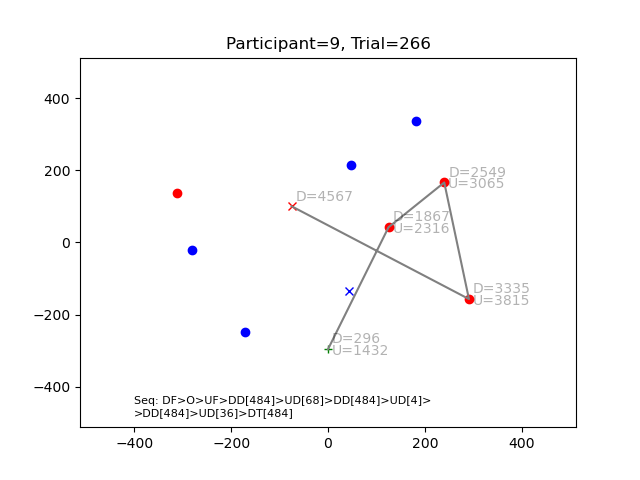 Participant=9, Trial=266
400
200
0
−200
−400
D=2549
U=3065
D=4567
D=1867
U=2316
D=3335
U=3815
D=296
U=1432
Seq: DF>O>UF>DD[484]>UD[68]>DD[484]>UD[4]>
>DD[484]>UD[36]>DT[484]
−400 −200 0 200 400